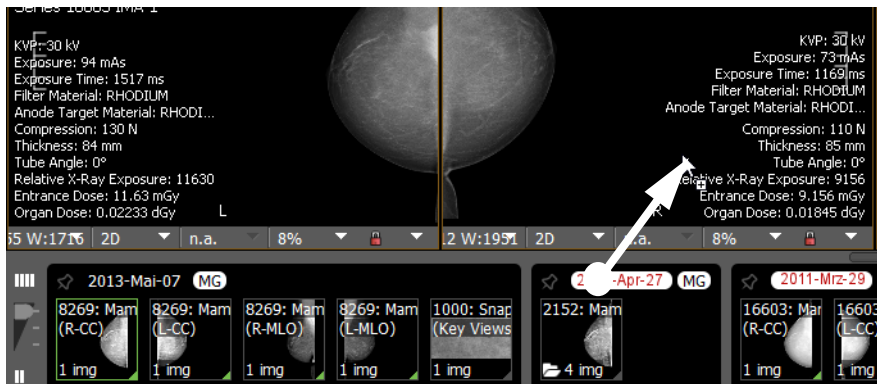 Series 16603 IMA 1
KVP: 30 kV
Exposure: 94 mAs
Exposure Time: 1517 ms
Filter Material: RHODIUM
Anode Target Material: RHODI...
Compression: 130 N
Thickness: 84 mm
Tube Angle: 0°
Relative X-Ray Exposure: 11630
Entrance Dose: 11.63 mGy
Organ Dose: 0.02233 dGy
L
KVP: 30 kV
Exposure: 73 mAs
Exposure Time: 1169 ms
Filter Material: RHODIUM
Anode Target Material: RHODI...
Compression: 110 N
Thickness: 85 mm
Tube Angle: 0°
Relative X-Ray Exposure: 9156
Entrance Dose: 9.156 mGy
Organ Dose: 0.01845 dGy
R
W:1716 2D n.a. 8%
W:1951 2D n.a. 8%
2013-Mai-07 MG
8269: Mam
(R-CC)
1 img
8269: Mam
(L-CC)
1 img
8269: Mam
(R-MLO)
1 img
8269: Mam
(L-MLO)
1 img
1000: Snap
(Key Views
1 img
-Apr-27 MG
2152: Mam
4 img
2011-Mrz-29
16603: Mar
(R-CC)
1 img
16603
(L-CC)
1 img